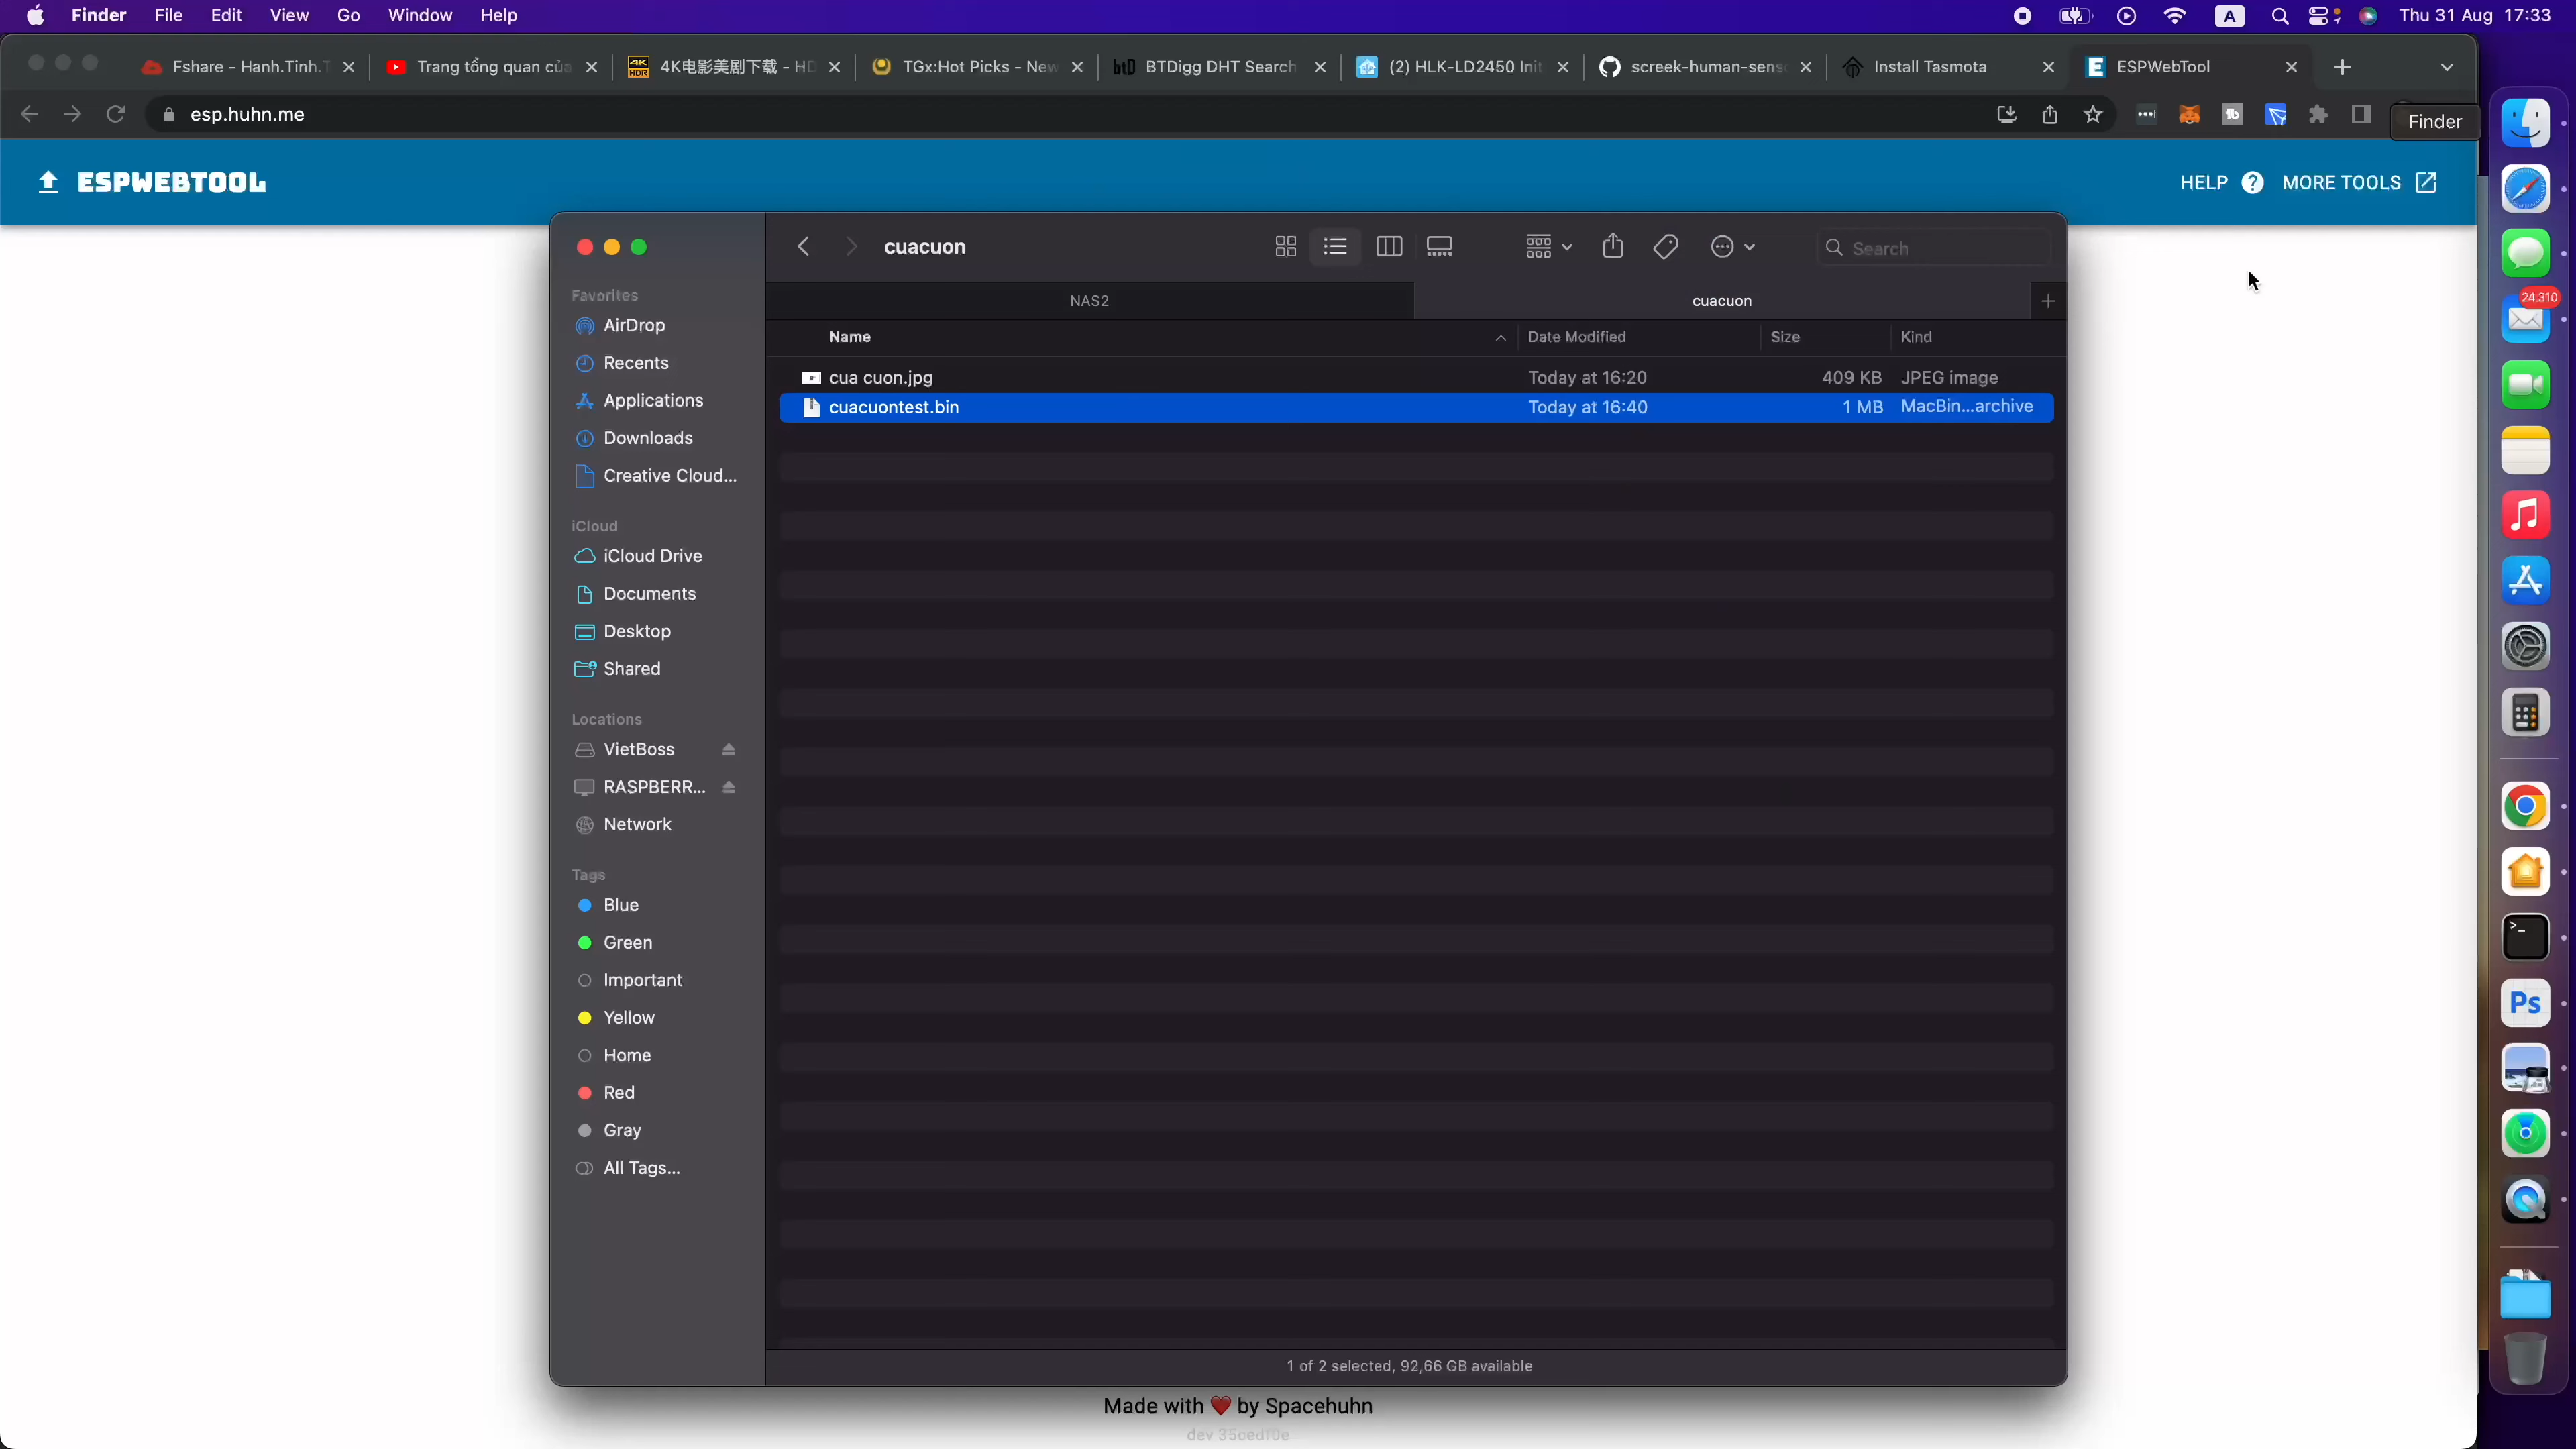 Finder File Edit View Go Window Help A Thu 31 Aug 17:33
Fshare - Hanh.Tinh.T Trang tổng quan củ 4K HDR 4K电影美剧下载 - HD TGx:Hot Picks - New btD BTDigg DHT Search (2) HLK-LD2450 Init screek-human-sens Install Tasmota E ESPWebTool
esp.huhn.me Finder
ESPWEBTOOL HELP ? MORE TOOLS
cuacuon Search
NAS2 cuacuon
Favorites
AirDrop
Recents
Applications
Downloads
Creative Cloud...
iCloud
iCloud Drive
Documents
Desktop
Shared
Locations
VietBoss
RASPBERR...
Network
Tags
Blue
Green
Important
Yellow
Home
Red
Gray
All Tags...
Name Date Modified Size Kind
cua cuon.jpg Today at 16:20 409 KB JPEG image
cuacuontest.bin Today at 16:40 1 MB MacBin...archive
1 of 2 selected, 92,66 GB available
Made with ❤️ by Spacehuhn
24.310
Ps